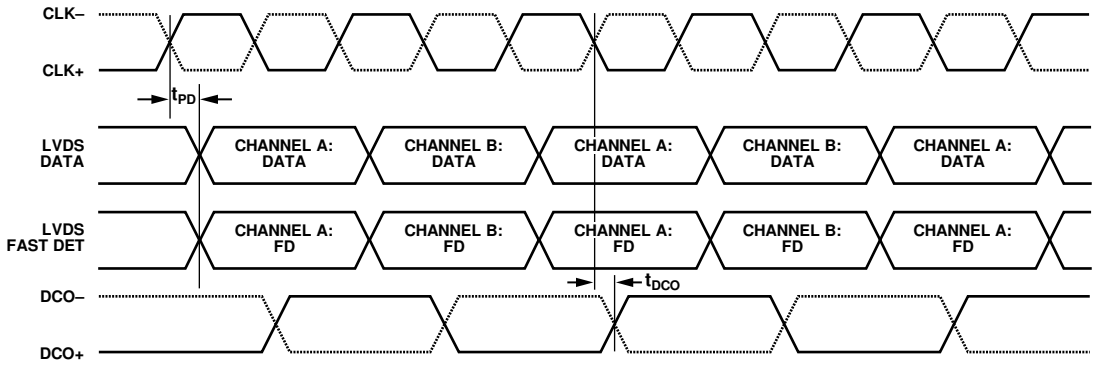 CLK–
CLK+
tPD
LVDS
DATA
CHANNEL A:
DATA
CHANNEL B:
DATA
CHANNEL A:
DATA
CHANNEL B:
DATA
CHANNEL A:
DATA
LVDS
FAST DET
CHANNEL A:
FD
CHANNEL B:
FD
CHANNEL A:
FD
CHANNEL B:
FD
CHANNEL A:
FD
tDCO
DCO–
DCO+